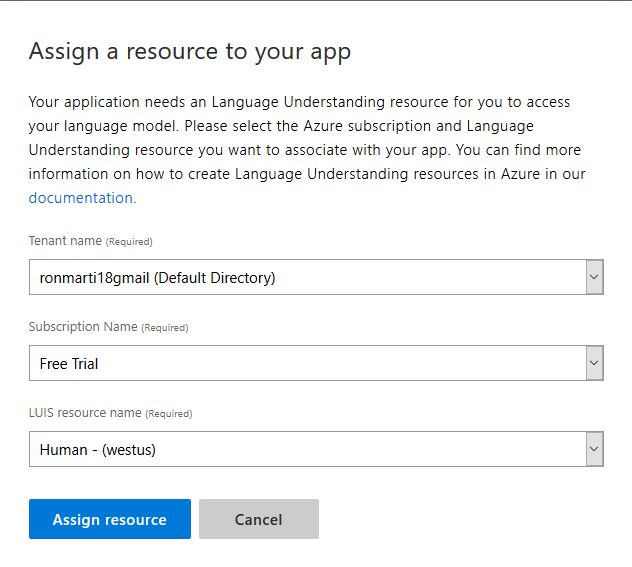 Assign a resource to your app
Your application needs an Language Understanding resource for you to access
your language model. Please select the Azure subscription and Language
Understanding resource you want to associate with your app. You can find more
information on how to create Language Understanding resources in Azure in our
documentation.
Tenant name (Required)
ronmarti18gmail (Default Directory)
Subscription Name (Required)
Free Trial
LUIS resource name (Required)
Human - (westus)
Assign resource Cancel